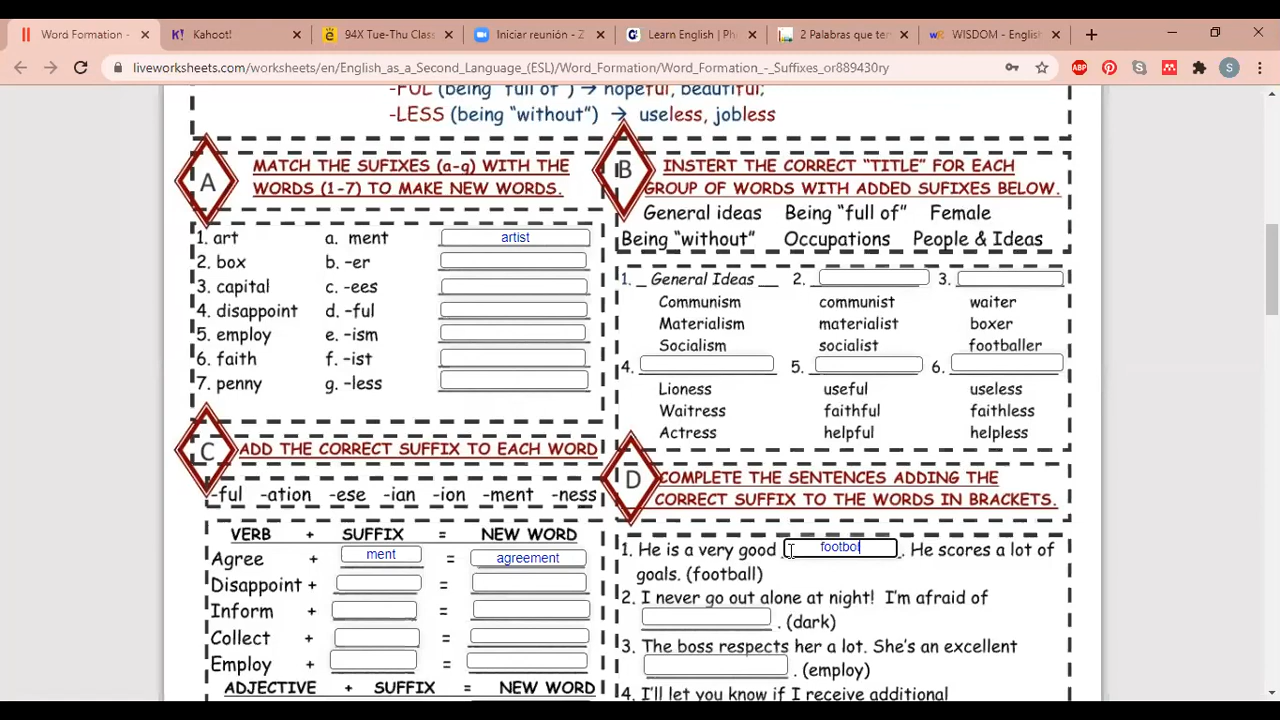 Word Formation -
Kahoot!
94X Tue-Thu Clas
Iniciar reunión - Z
Learn English | Ph
2 Palabras que ter
WISDOM - English
liveworksheets.com/worksheets/en/English_as_a_Second_Language_(ESL)/Word_Formation/Word_Formation_-_Suffixes_or889430ry
-FUL (being "full of") → hopeful, beautiful;
-LESS (being "without") → useless, jobless
A
MATCH THE SUFIXES (a-g) WITH THE
WORDS (1-7) TO MAKE NEW WORDS.
1. art a. ment artist
2. box b. -er
3. capital c. -ees
4. disappoint d. -ful
5. employ e. -ism
6. faith f. -ist
7. penny g. -less
B
INSTERT THE CORRECT "TITLE" FOR EACH
GROUP OF WORDS WITH ADDED SUFIXES BELOW.
General ideas Being "full of" Female
Being "without" Occupations People & Ideas
1. _ General Ideas __ 2. 3.
Communism communist waiter
Materialism materialist boxer
Socialism socialist footballer
4. 5. 6.
Lioness useful useless
Waitress faithful faithless
Actress helpful helpless
C
ADD THE CORRECT SUFFIX TO EACH WORD
-ful -ation -ese -ian -ion -ment -ness
VERB + SUFFIX = NEW WORD
Agree + ment = agreement
Disappoint + =
Inform + =
Collect + =
Employ + =
ADJECTIVE + SUFFIX = NEW WORD
D
COMPLETE THE SENTENCES ADDING THE
CORRECT SUFFIX TO THE WORDS IN BRACKETS.
1. He is a very good footbol. He scores a lot of
goals. (football)
2. I never go out alone at night! I'm afraid of
. (dark)
3. The boss respects her a lot. She's an excellent
. (employ)
4. I'll let you know if I receive additional